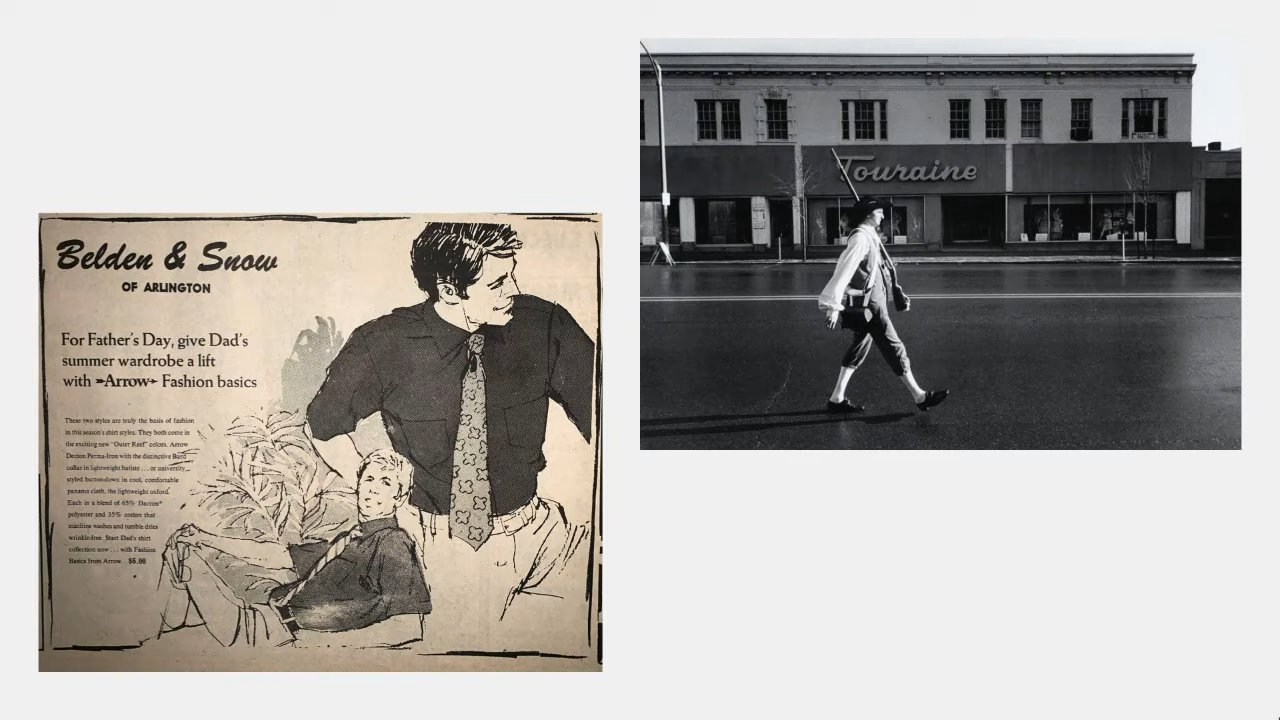 Belden & Snow
OF ARLINGTON
For Father's Day, give Dad's
summer wardrobe a lift
with Arrow Fashion basics
These two styles are truly the basis of fashion
in this season's shirt styles. They both come in
the exciting new "Outer Reef" colors. Arrow
Decton Perma-Iron with the distinctive Bard
collar in lightweight batiste . . . or university
styled buttondown in cool, comfortable
panama cloth, the lightweight oxford.
Each in a blend of 65% Dacron*
polyester and 35% cotton that
machine washes and tumble dries
wrinkle-free. Start Dad's shirt
collection now . . . with Fashion
Basics from Arrow. $6.00
Touraine